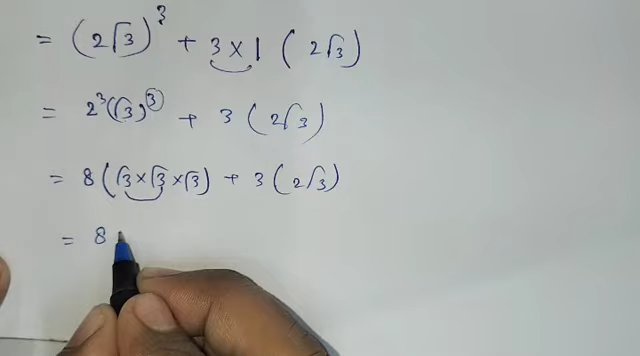 = (2√3)³ + 3 × 1 (2√3)
= 2³(√3)³ + 3 (2√3)
= 8 (√3 × √3 × √3) + 3 (2√3)
= 8